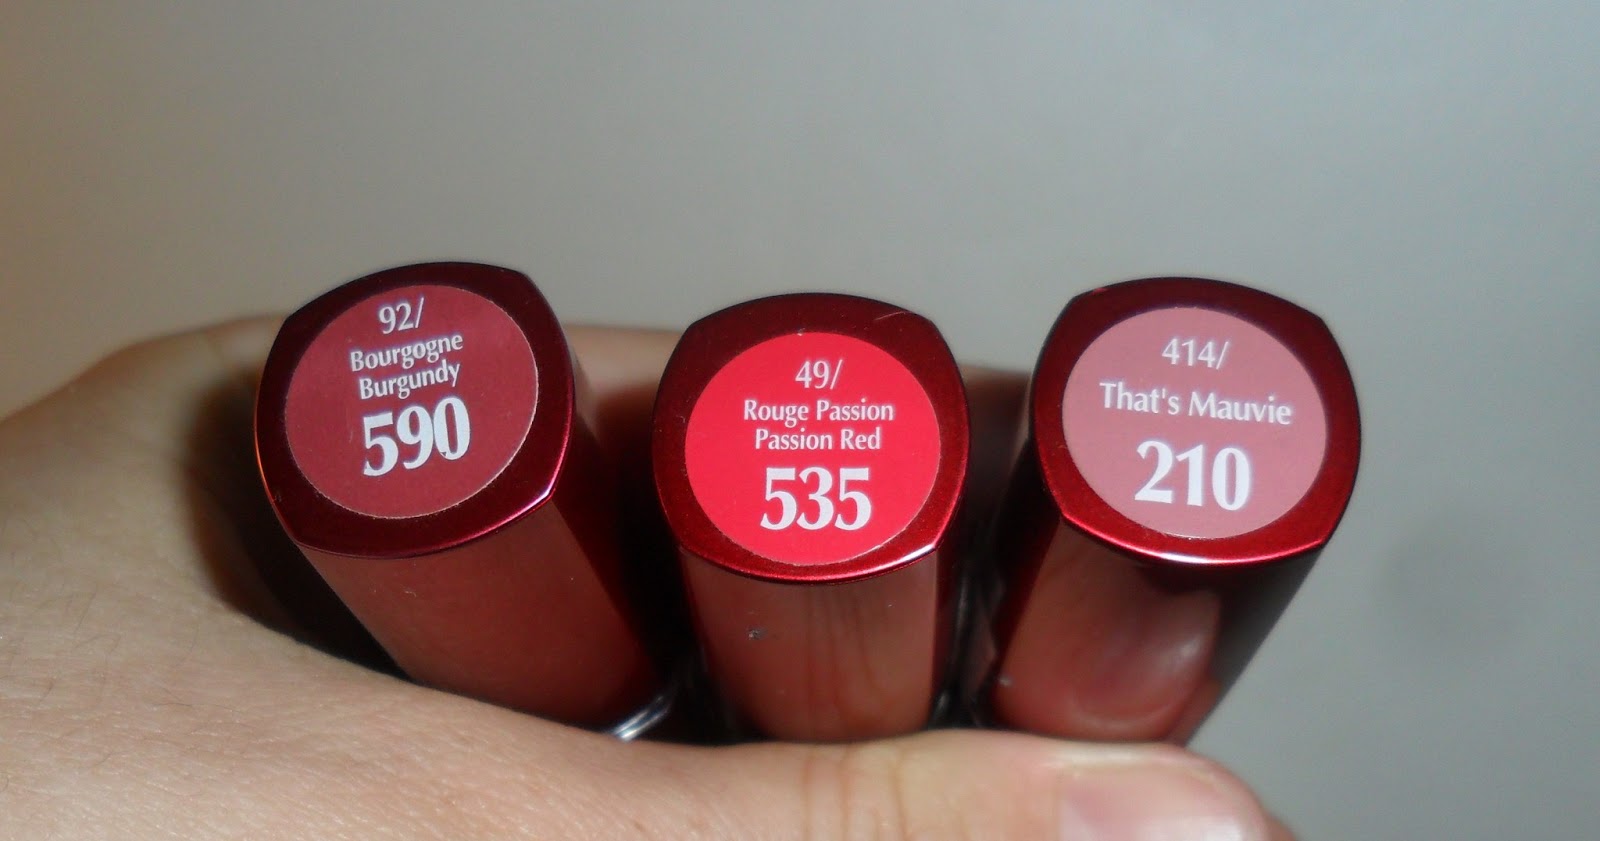 92/
Bourgogne
Burgundy
590
49/
Rouge Passion
Passion Red
535
414/
That's Mauvie
210